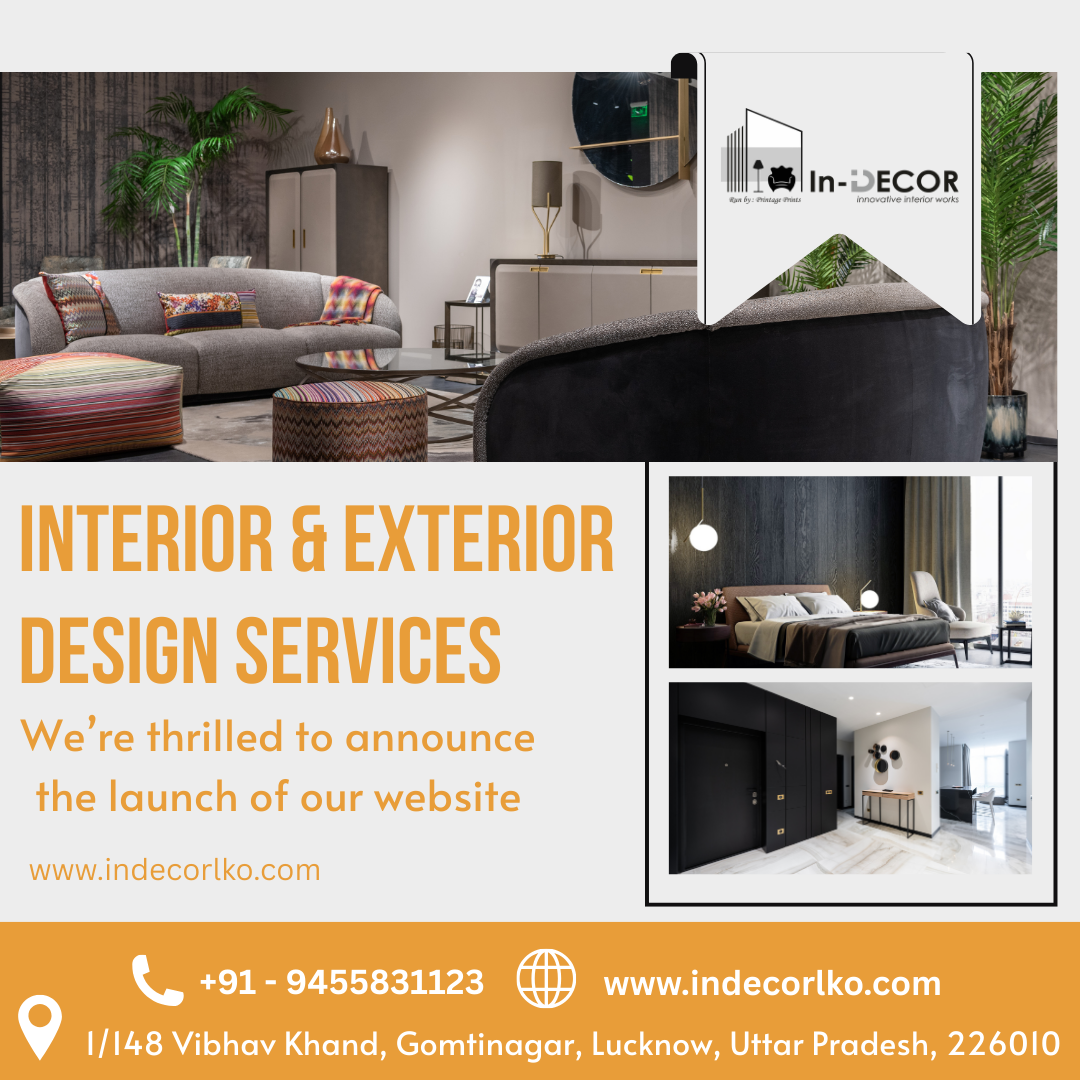 In-DECOR
innovative interior works
Run by : Printage Prints
INTERIOR & EXTERIOR
DESIGN SERVICES
We're thrilled to announce
the launch of our website
www.indecorlko.com
+91 - 9455831123
www.indecorlko.com
1/148 Vibhav Khand, Gomtinagar, Lucknow, Uttar Pradesh, 226010